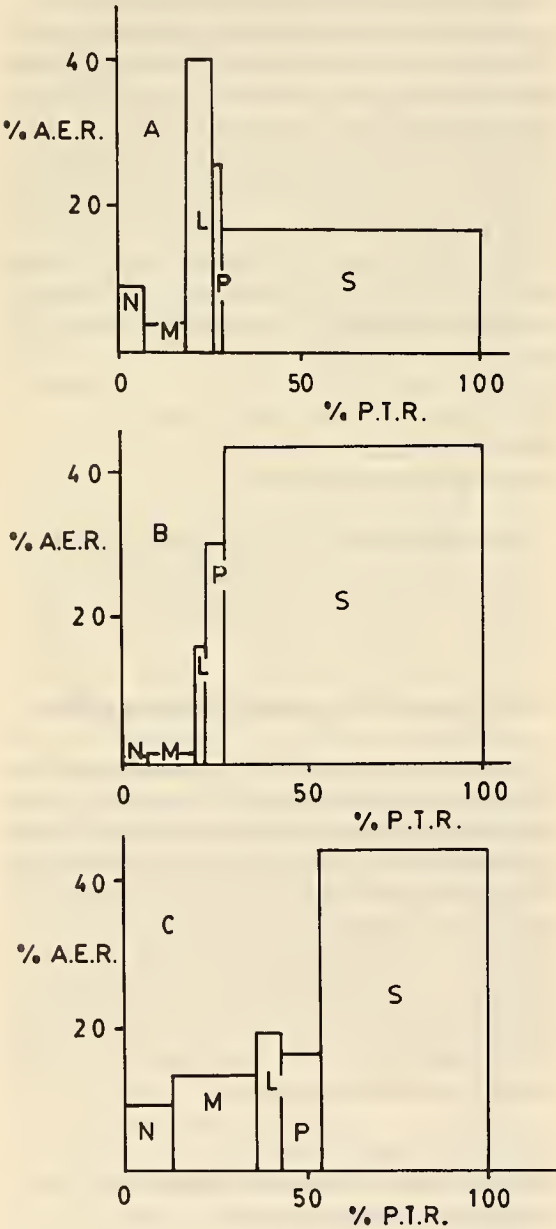 40
% A.E.R. A
20
L
N M P S
0 50 100
% P.T.R.
40
% A.E.R. B
P
20
S
L
N M
0 50 100
% P.T.R.
40
C
% A.E.R.
S
20
L
N M P
0 50 100
% P.T.R.